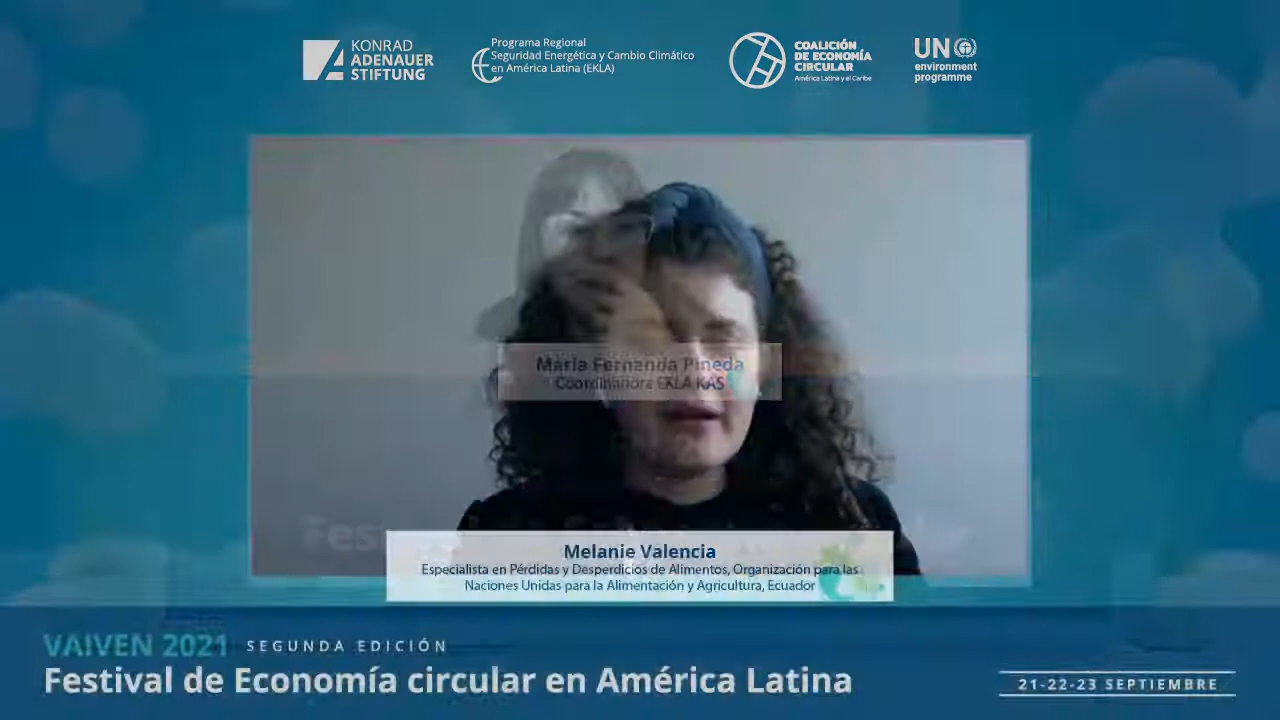 KONRAD
ADENAUER
STIFTUNG
Programa Regional
Seguridad Energética y Cambio Climático
en América Latina (EKLA)
COALICIÓN
DE ECONOMÍA
CIRCULAR
América Latina y el Caribe
UN
environment
programme
María Fernanda Pineda
Coordinadora EKLA KAS
Melanie Valencia
Especialista en Pérdidas y Desperdicios de Alimentos, Organización para las
Naciones Unidas para la Alimentación y Agricultura, Ecuador
VAIVEN 2021 SEGUNDA EDICIÓN
Festival de Economía circular en América Latina
21-22-23 SEPTIEMBRE